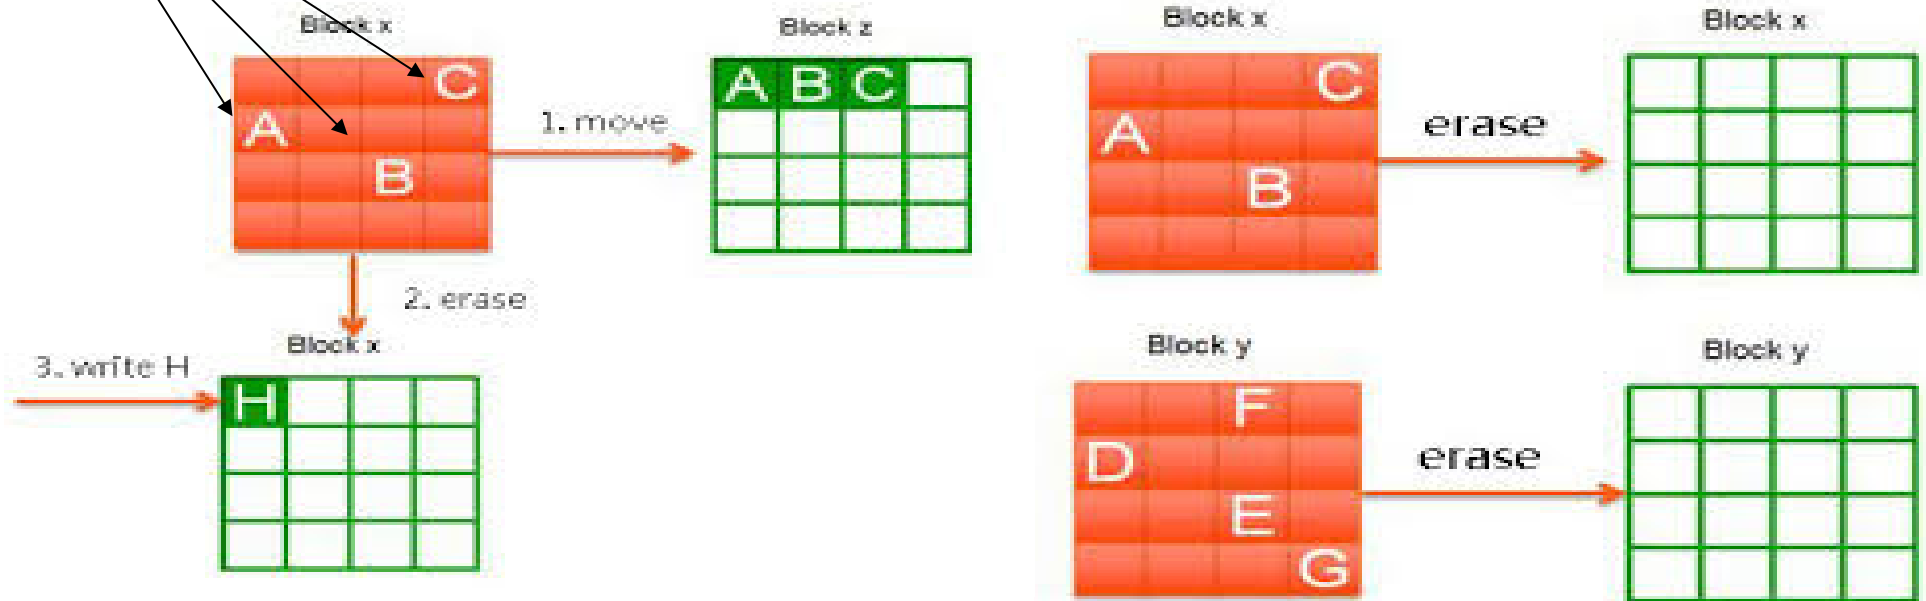 Block x
C
A
B
1. move
Block z
A B C
2. erase
Block x
3. write H
H
Block x
C
A
B
erase
Block x
Block y
F
D
E
G
erase
Block y